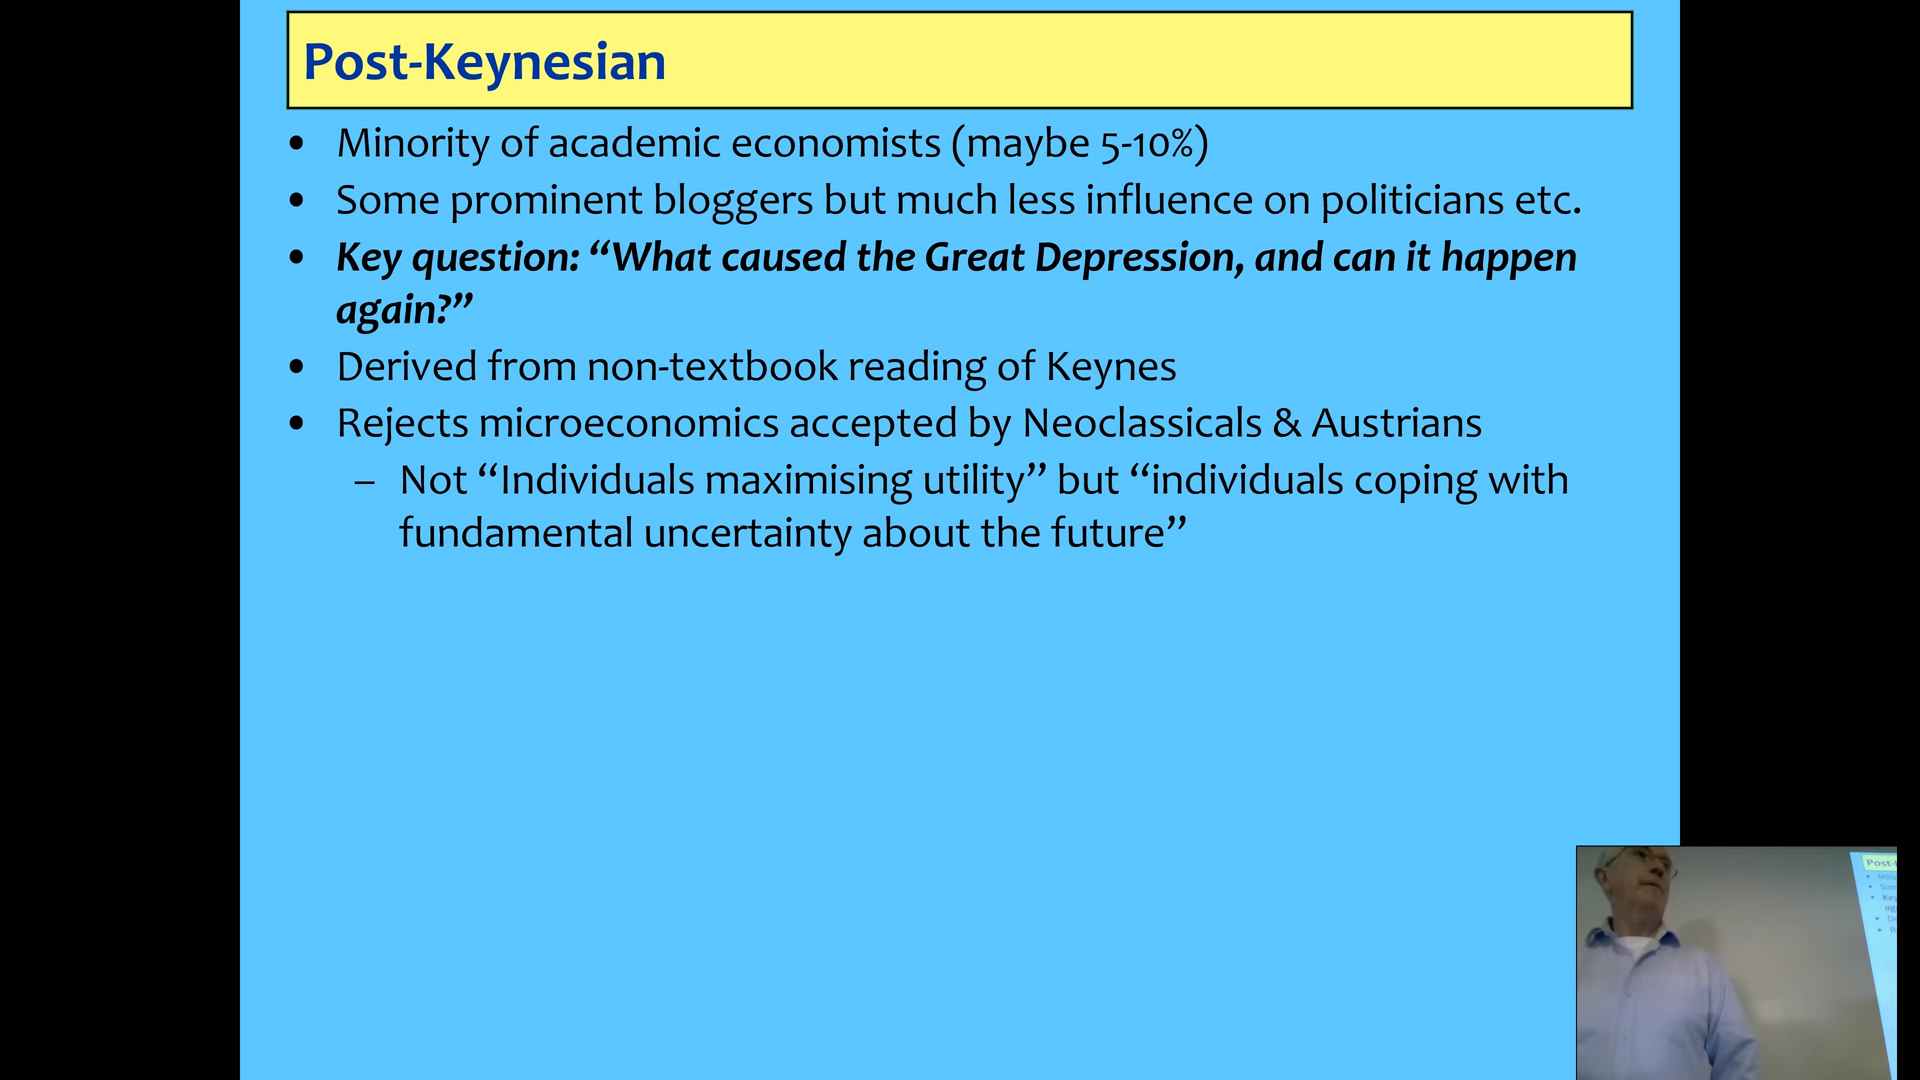 Post-Keynesian
• Minority of academic economists (maybe 5-10%)
• Some prominent bloggers but much less influence on politicians etc.
• Key question: “What caused the Great Depression, and can it happen
again?”
• Derived from non-textbook reading of Keynes
• Rejects microeconomics accepted by Neoclassicals & Austrians
– Not “Individuals maximising utility” but “individuals coping with
fundamental uncertainty about the future”
Post-